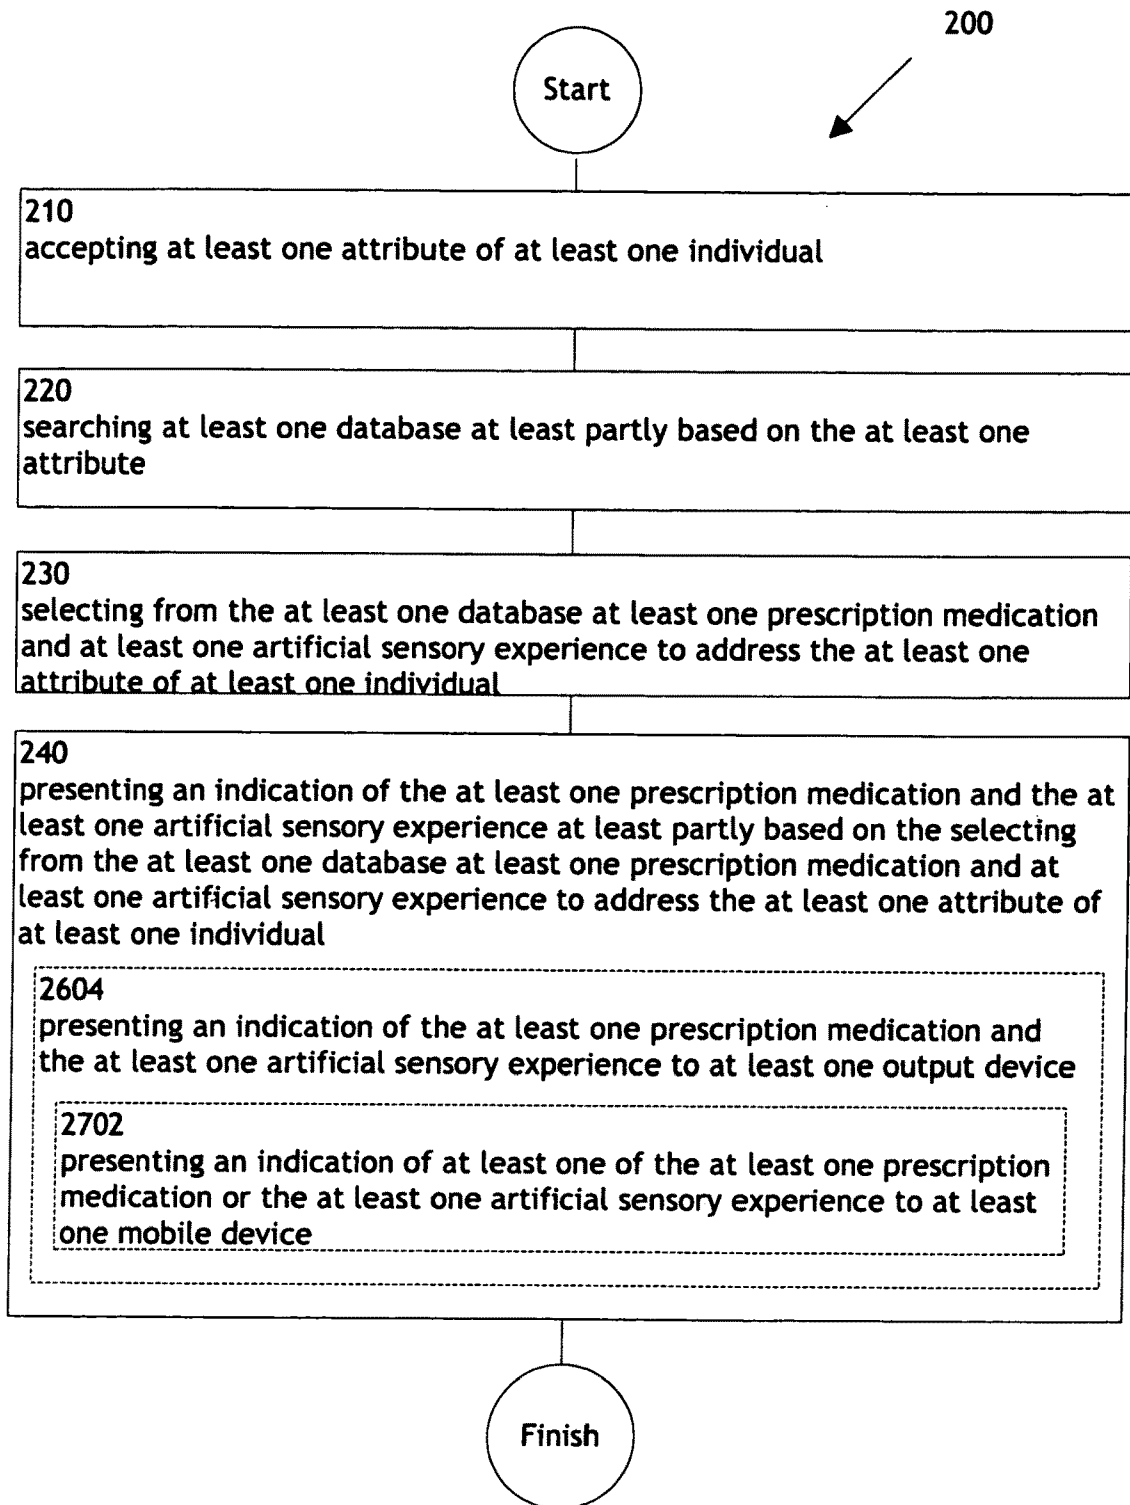 200
Start
210
accepting at least one attribute of at least one individual
220
searching at least one database at least partly based on the at least one
attribute
230
selecting from the at least one database at least one prescription medication
and at least one artificial sensory experience to address the at least one
attribute of at least one individual
240
presenting an indication of the at least one prescription medication and the at
least one artificial sensory experience at least partly based on the selecting
from the at least one database at least one prescription medication and at
least one artificial sensory experience to address the at least one attribute of
at least one individual
2604
presenting an indication of the at least one prescription medication and
the at least one artificial sensory experience to at least one output device
2702
presenting an indication of at least one of the at least one prescription
medication or the at least one artificial sensory experience to at least
one mobile device
Finish